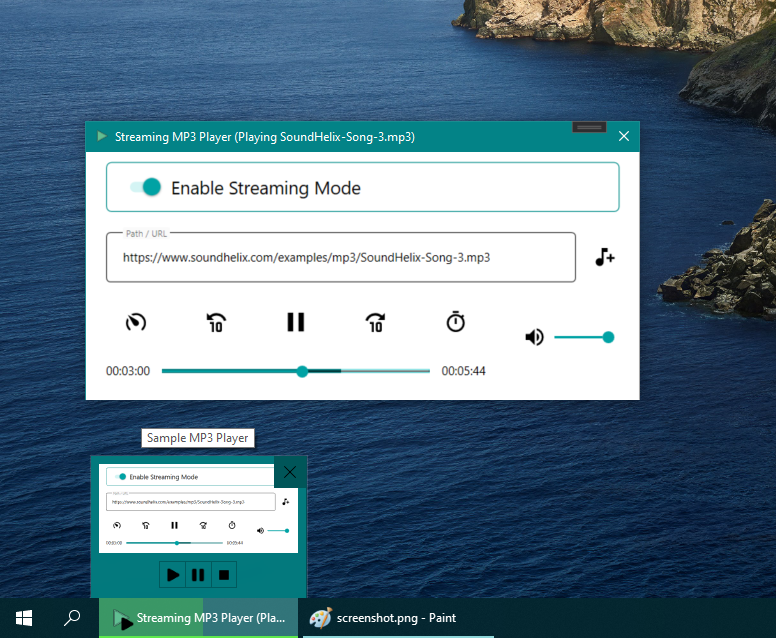 Streaming MP3 Player (Playing SoundHelix-Song-3.mp3)
Enable Streaming Mode
Path / URL
https://www.soundhelix.com/examples/mp3/SoundHelix-Song-3.mp3
10
10
00:03:00
00:05:44
Sample MP3 Player
Enable Streaming Mode
Path / URL
https://www.soundhelix.com/examples/mp3/SoundHelix-Song-3.mp3
00:03:00
00:05:44
Streaming MP3 Player (Pla...
screenshot.png - Paint